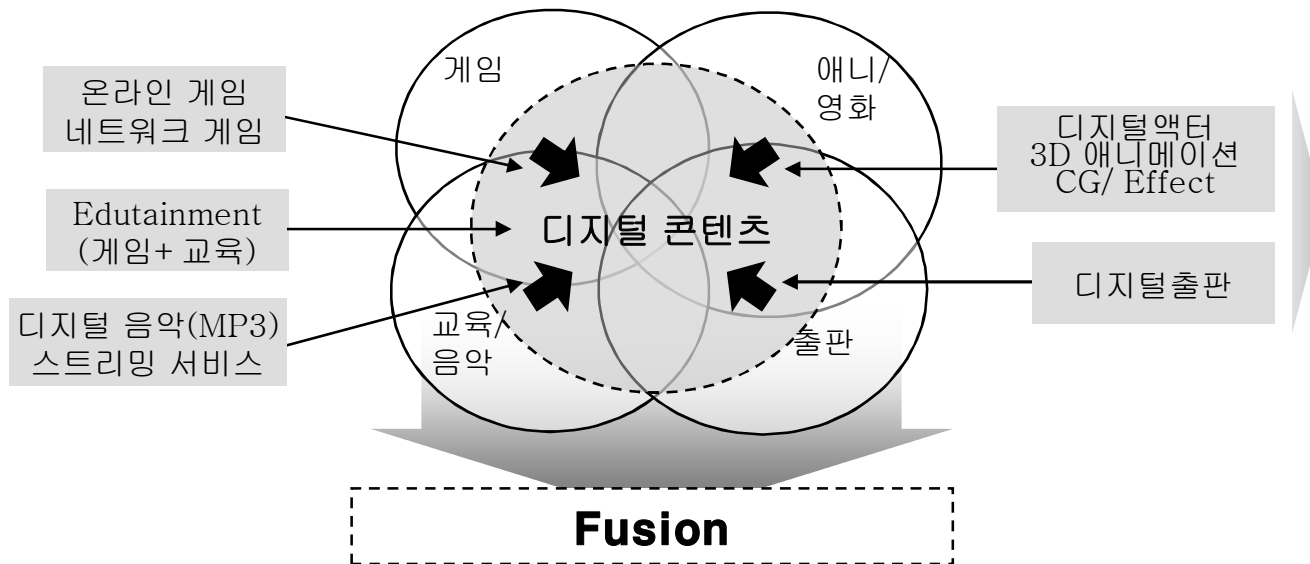 게임
애니/
영화
온라인 게임
네트워크 게임
디지털액터
3D 애니메이션
CG/ Effect
Edutainment
(게임+ 교육)
디지털 콘텐츠
디지털출판
디지털 음악(MP3)
스트리밍 서비스
교육/
음악
출판
Fusion